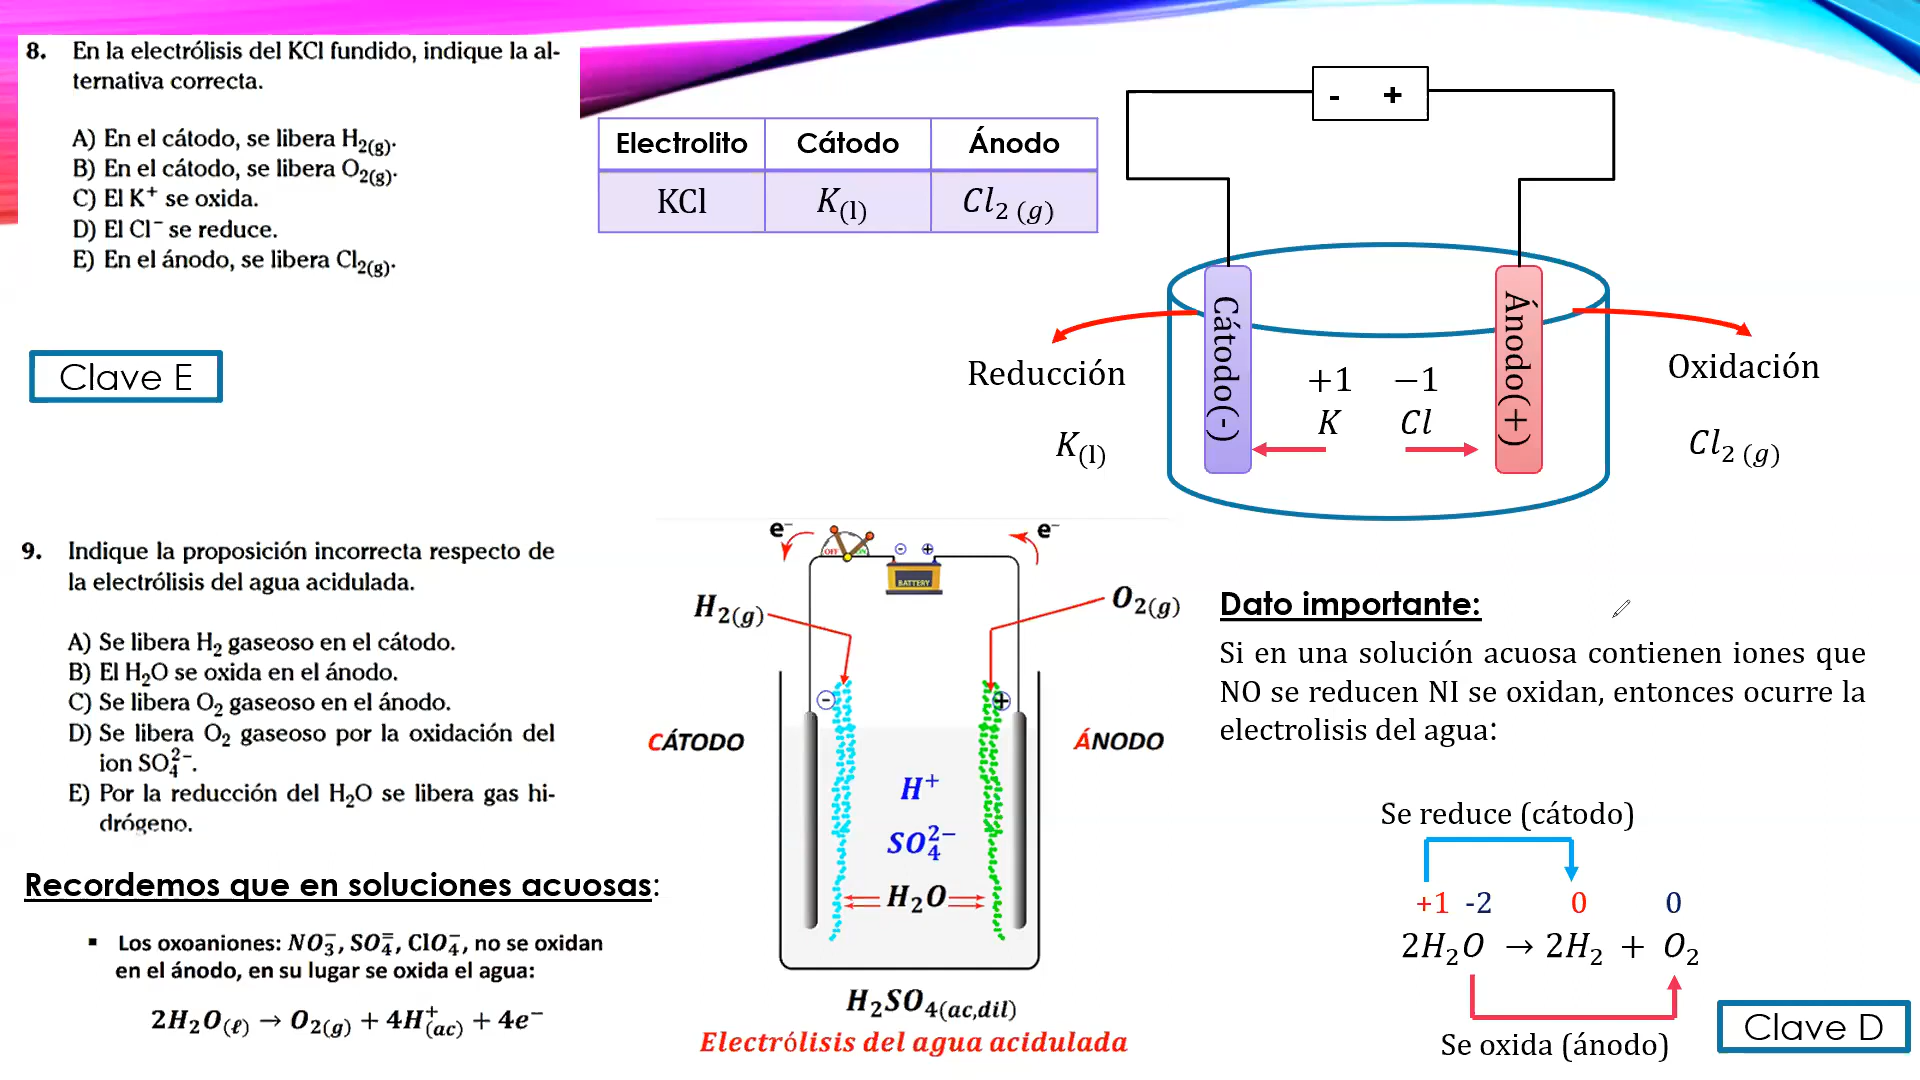 8. En la electrólisis del KCl fundido, indique la al-
ternativa correcta.
A) En el cátodo, se libera H₂(g).
B) En el cátodo, se libera O₂(g).
C) El K⁺ se oxida.
D) El Cl⁻ se reduce.
E) En el ánodo, se libera Cl₂(g).
Clave E
Electrolito Cátodo Ánodo
KCl K(l) Cl₂ (g)
- +
Cátodo(-)
Ánodo(+)
Reducción
K(l)
+1 −1
K Cl
Oxidación
Cl₂ (g)
9. Indique la proposición incorrecta respecto de
la electrólisis del agua acidulada.
A) Se libera H₂ gaseoso en el cátodo.
B) El H₂O se oxida en el ánodo.
C) Se libera O₂ gaseoso en el ánodo.
D) Se libera O₂ gaseoso por la oxidación del
ion SO₄²⁻.
E) Por la reducción del H₂O se libera gas hi-
drógeno.
Recordemos que en soluciones acuosas:
▪ Los oxoaniones: NO₃⁻, SO₄⁼, ClO₄⁻, no se oxidan
en el ánodo, en su lugar se oxida el agua:
2H₂O(ℓ) → O₂(g) + 4H⁺(ac) + 4e⁻
e⁻ e⁻
OFF ON
- +
BATTERY
H₂(g) O₂(g)
- +
CÁTODO ÁNODO
H⁺
SO₄²⁻
H₂O
H₂SO₄(ac,dil)
Electrólisis del agua acidulada
Dato importante:
Si en una solución acuosa contienen iones que
NO se reducen NI se oxidan, entonces ocurre la
electrolisis del agua:
Se reduce (cátodo)
+1 -2 0 0
2H₂O → 2H₂ + O₂
Se oxida (ánodo)
Clave D